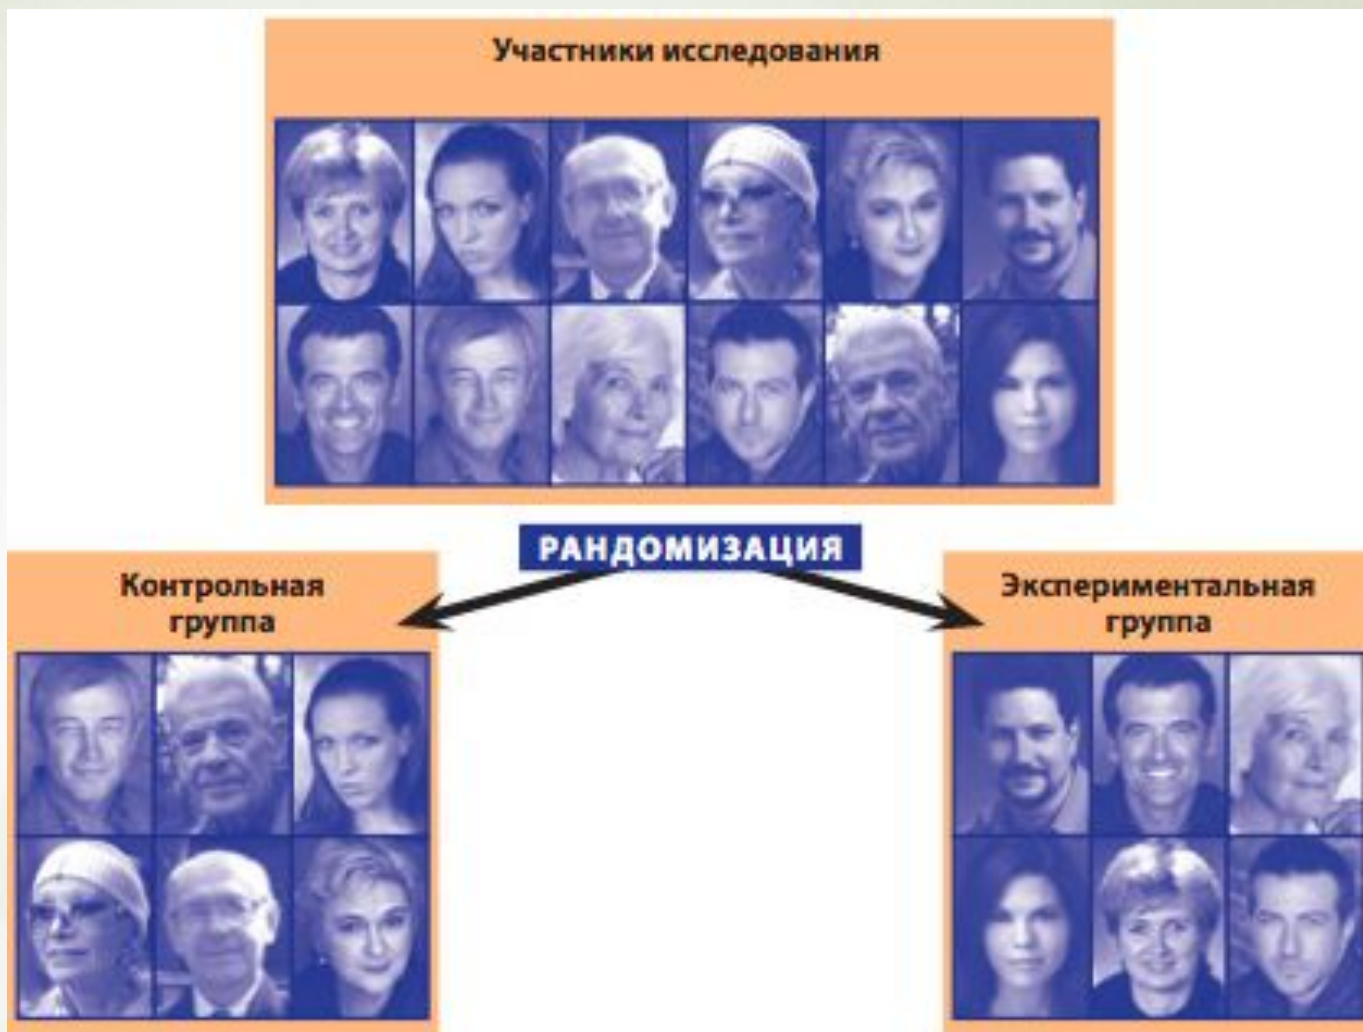 Участники исследования
РАНДОМИЗАЦИЯ
Контрольная
группа
Экспериментальная
группа